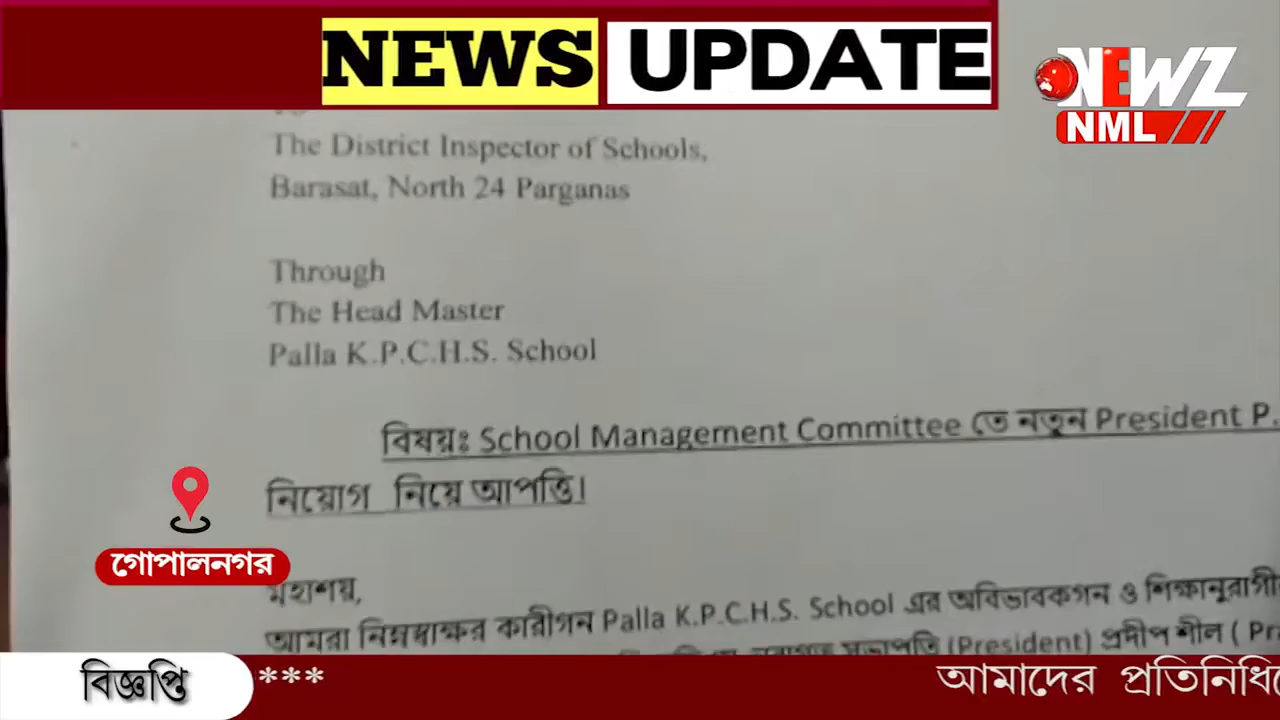 NEWS UPDATE
NEWZ
NML
The District Inspector of Schools,
Barasat, North 24 Parganas
Through
The Head Master
Palla K.P.C.H.S. School
বিষয়ঃ School Management Committee তে নতুন President P.
নিয়োগ নিয়ে আপত্তি।
গোপালনগর
মহাশয়,
আমরা নিম্নস্বাক্ষর কারীগন Palla K.P.C.H.S. School এর অবিভাবকগন ও শিক্ষানুরাগী
সভাপতি (President) প্রদীপ শীল ( Pr
বিজ্ঞপ্তি *** আমাদের প্রতিনিধি